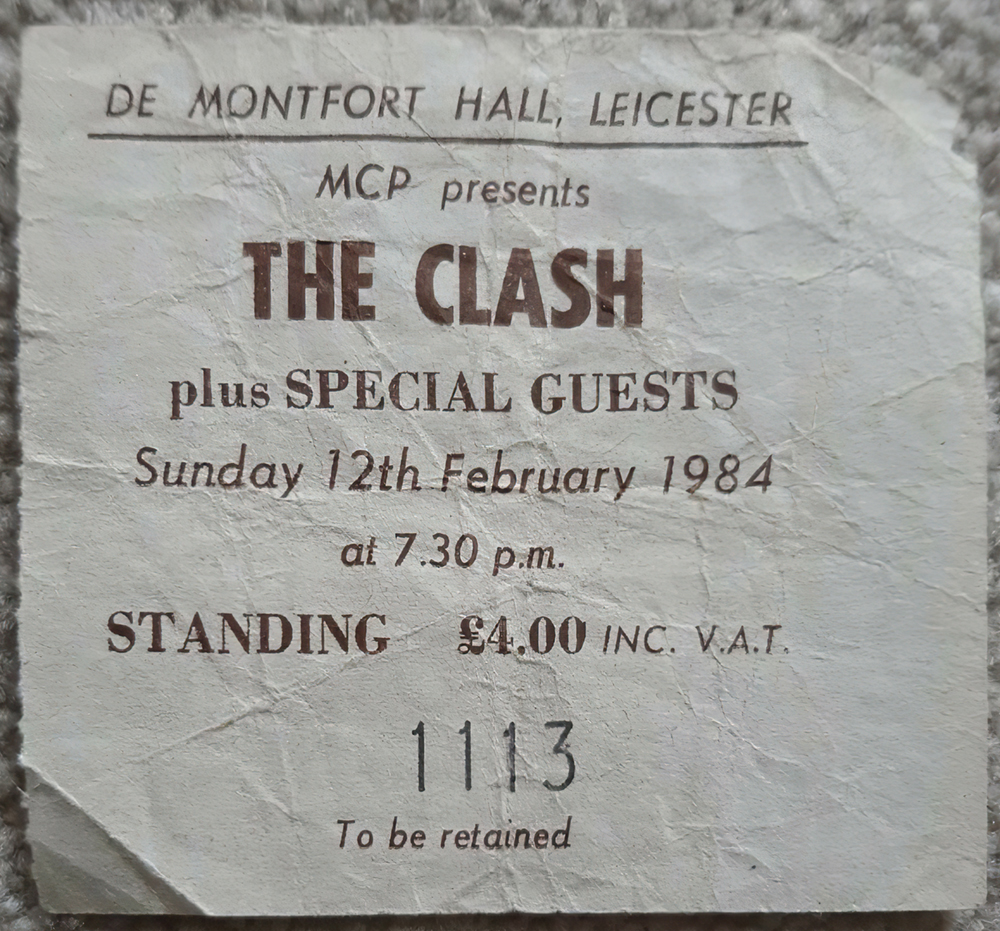 DE MONTFORT HALL, LEICESTER
MCP presents
THE CLASH
plus SPECIAL GUESTS
Sunday 12th February 1984
at 7.30 p.m.
STANDING £4.00 INC. V.A.T.
1113
To be retained